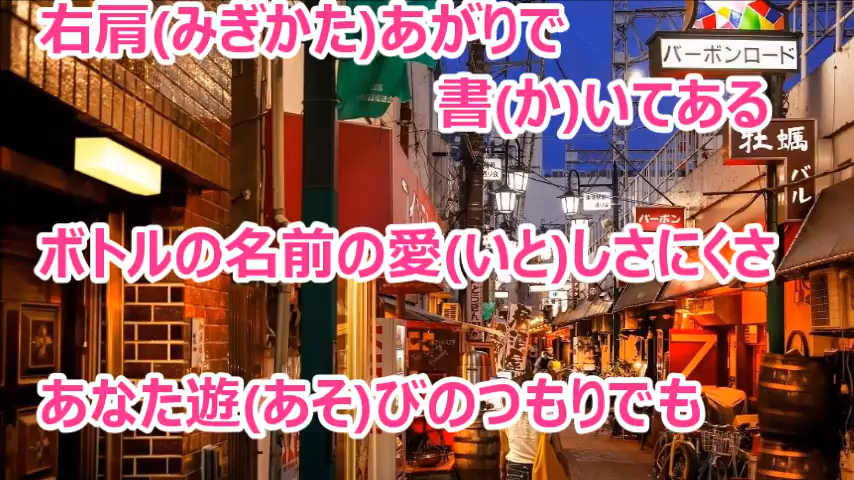 右肩(みぎかた)あがりで
書(か)いてある
ボトルの名前の愛(いと)しさにくさ
あなた遊(あそ)びのつもりでも
バーボンロード
牡蠣
バル
バーボン